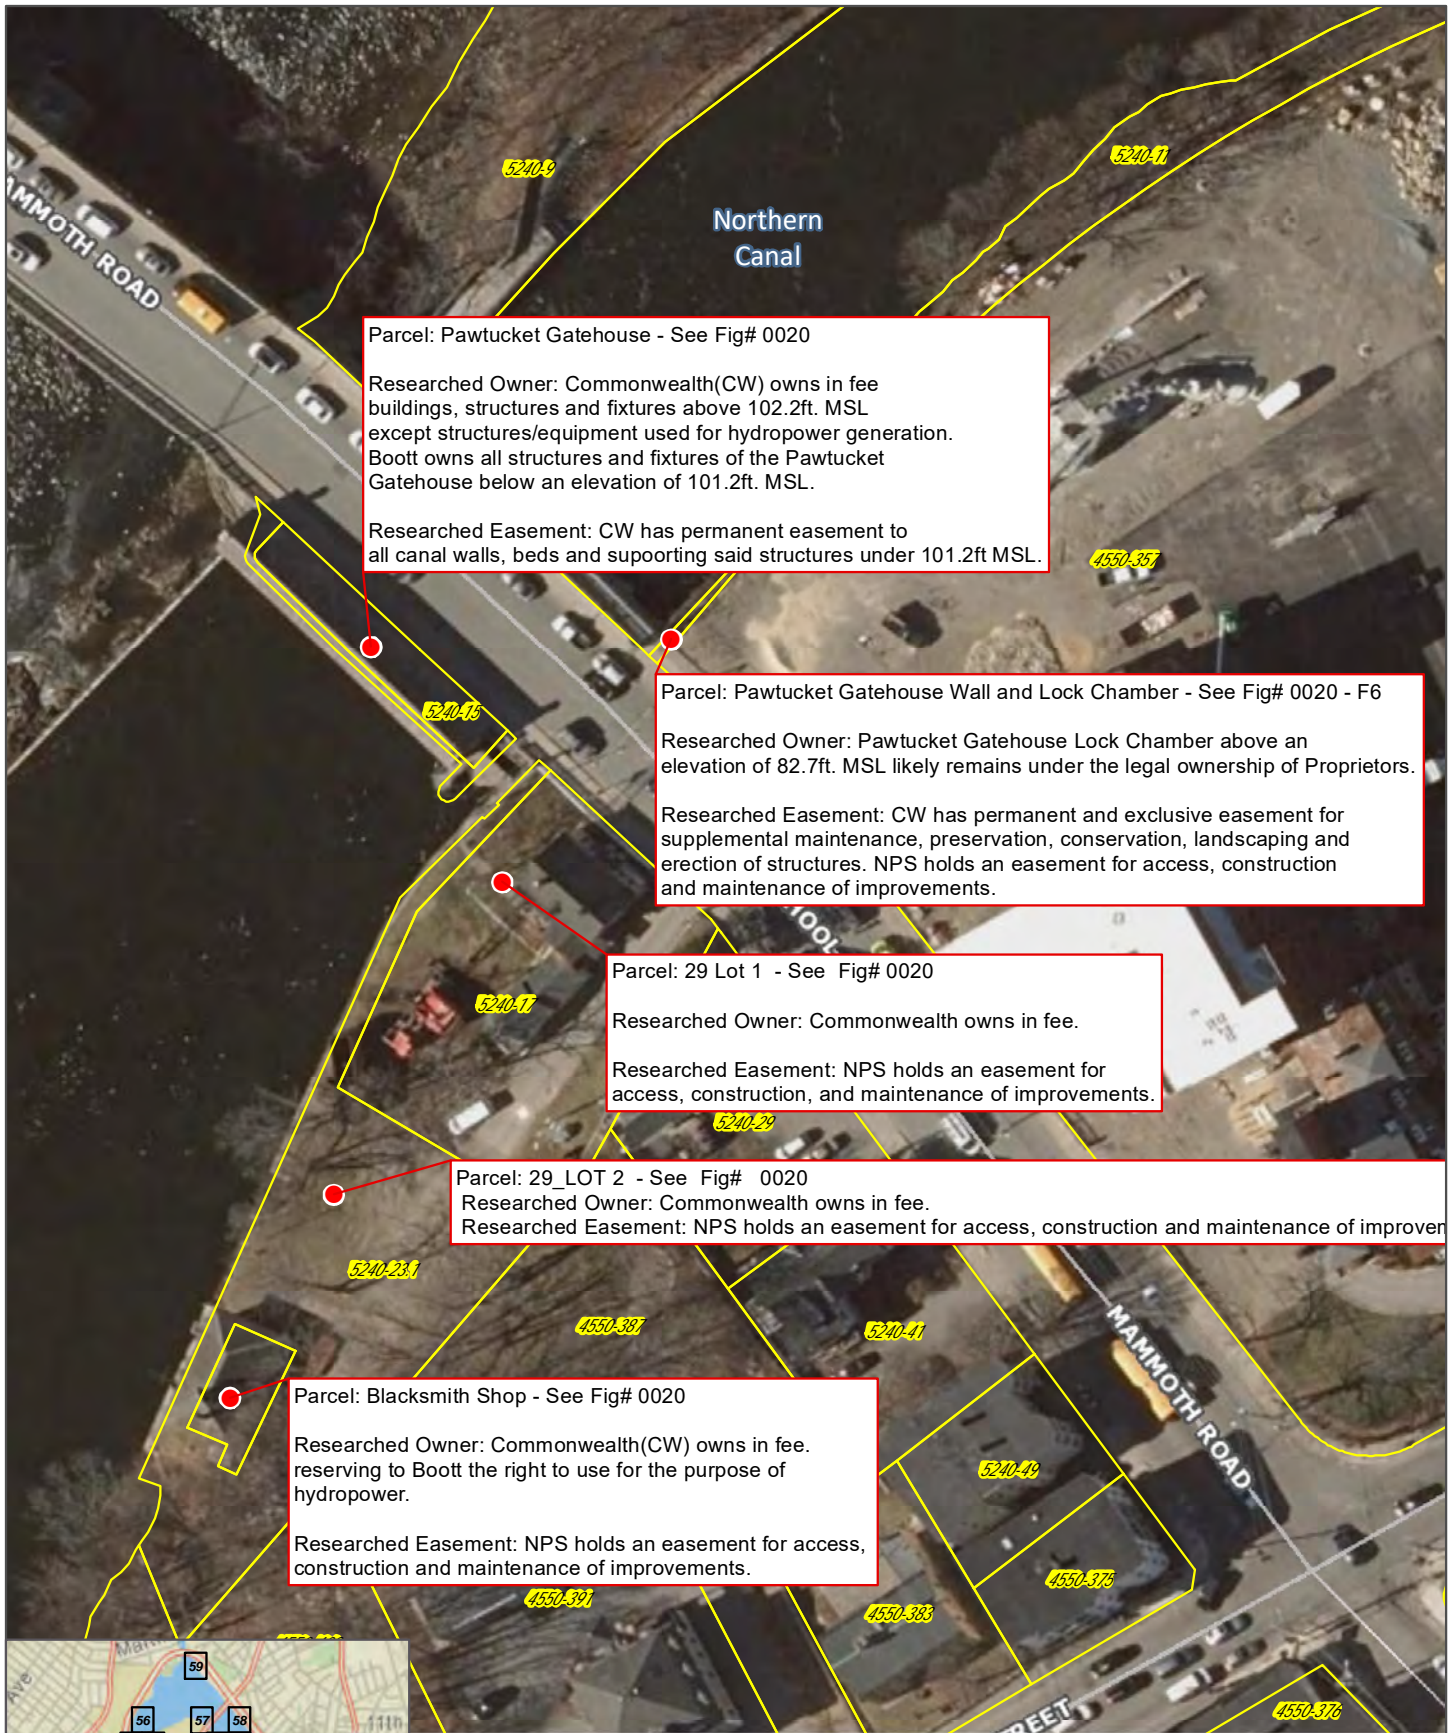 5240-9
5240-11
Northern
Canal
AMMOTH ROAD
Parcel: Pawtucket Gatehouse - See Fig# 0020
Researched Owner: Commonwealth(CW) owns in fee
buildings, structures and fixtures above 102.2ft. MSL
except structures/equipment used for hydropower generation.
Boott owns all structures and fixtures of the Pawtucket
Gatehouse below an elevation of 101.2ft. MSL.
Researched Easement: CW has permanent easement to
all canal walls, beds and supoorting said structures under 101.2ft MSL.
4550-357
5240-15
Parcel: Pawtucket Gatehouse Wall and Lock Chamber - See Fig# 0020 - F6
Researched Owner: Pawtucket Gatehouse Lock Chamber above an
elevation of 82.7ft. MSL likely remains under the legal ownership of Proprietors.
Researched Easement: CW has permanent and exclusive easement for
supplemental maintenance, preservation, conservation, landscaping and
erection of structures. NPS holds an easement for access, construction
and maintenance of improvements.
HOOL
5240-17
Parcel: 29 Lot 1 - See Fig# 0020
Researched Owner: Commonwealth owns in fee.
Researched Easement: NPS holds an easement for
access, construction, and maintenance of improvements.
5240-29
Parcel: 29_LOT 2 - See Fig# 0020
Researched Owner: Commonwealth owns in fee.
Researched Easement: NPS holds an easement for access, construction and maintenance of improvem
5240-23.1
4550-387
5240-41
MAMMOTH ROAD
Parcel: Blacksmith Shop - See Fig# 0020
Researched Owner: Commonwealth(CW) owns in fee.
reserving to Boott the right to use for the purpose of
hydropower.
Researched Easement: NPS holds an easement for access,
construction and maintenance of improvements.
5240-49
4550-375
4550-391
4550-383
4550-376
REET
Ave
59
56
57
58
11th